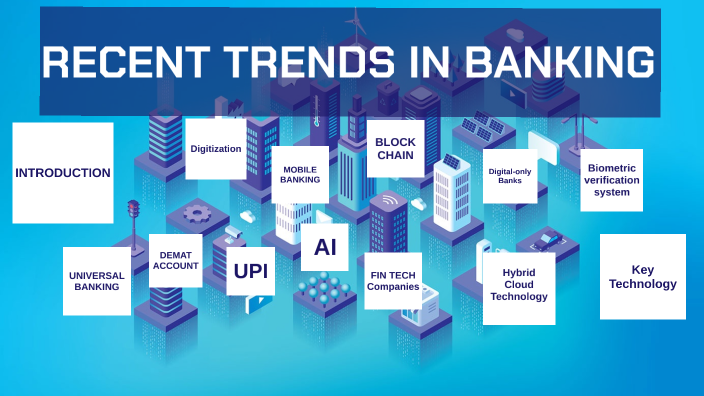 RECENT TRENDS IN BANKING
INTRODUCTION
Digitization
MOBILE
BANKING
BLOCK
CHAIN
Digital-only
Banks
Biometric
verification
system
UNIVERSAL
BANKING
DEMAT
ACCOUNT
UPI
AI
FIN TECH
Companies
Hybrid
Cloud
Technology
Key
Technology